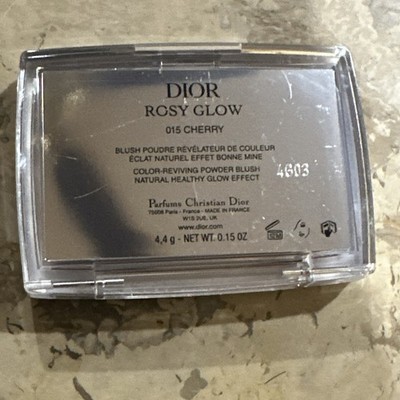 DIOR
ROSY GLOW
015 CHERRY
BLUSH POUDRE RÉVÉLATEUR DE COULEUR
ÉCLAT NATUREL EFFET BONNE MINE
COLOR-REVIVING POWDER BLUSH
NATURAL HEALTHY GLOW EFFECT
4G03
Parfums Christian Dior
75008 Paris - France - MADE IN FRANCE
W1S 2US, UK
www.dior.com
4,4 g - NET WT. 0.15 OZ.